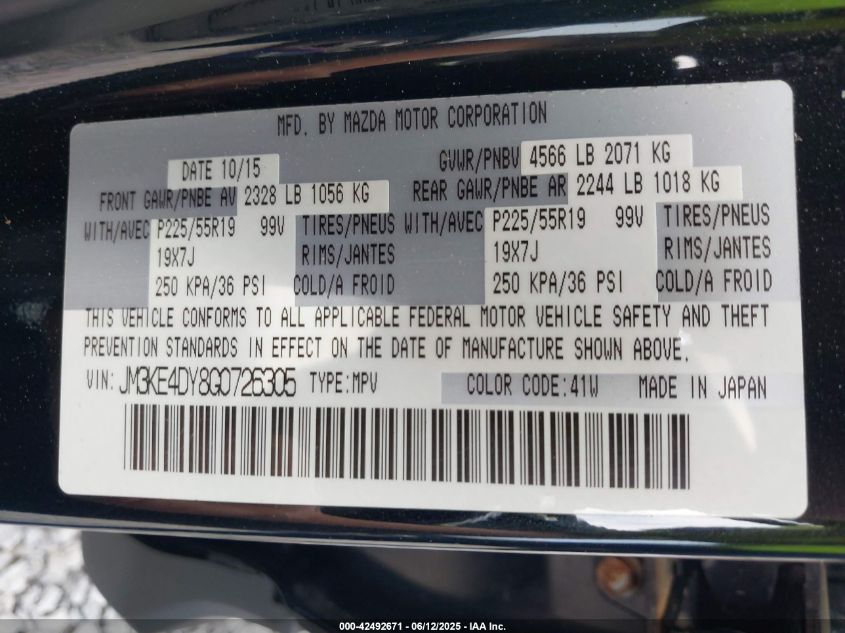 MFD. BY MAZDA MOTOR CORPORATION
DATE 10/15 GVWR/PNBV 4566 LB 2071 KG
FRONT GAWR/PNBE AV 2328 LB 1056 KG REAR GAWR/PNBE AR 2244 LB 1018 KG
WITH/AVEC P225/55R19 99V TIRES/PNEUS WITH/AVEC P225/55R19 99V TIRES/PNEUS
19X7J RIMS/JANTES 19X7J RIMS/JANTES
250 KPA/36 PSI COLD/A FROID 250 KPA/36 PSI COLD/A FROID
THIS VEHICLE CONFORMS TO ALL APPLICABLE FEDERAL MOTOR VEHICLE SAFETY AND THEFT
PREVENTION STANDARDS IN EFFECT ON THE DATE OF MANUFACTURE SHOWN ABOVE.
VIN: JM3KE4DY8G0726305 TYPE:MPV COLOR CODE:41W MADE IN JAPAN
000-42492671 - 06/12/2025 - IAA Inc.